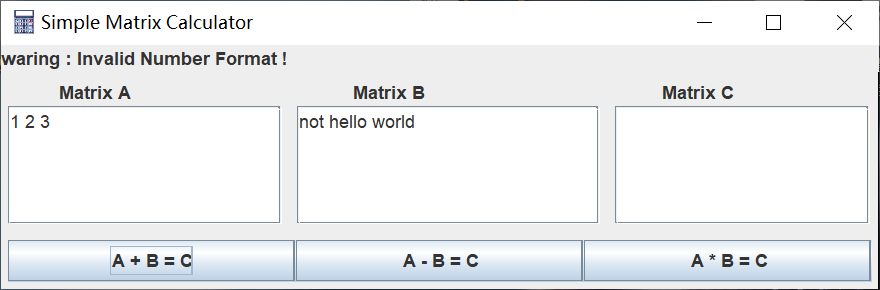 Simple Matrix Calculator
waring : Invalid Number Format !
Matrix A Matrix B Matrix C
1 2 3 not hello world
A + B = C A - B = C A * B = C